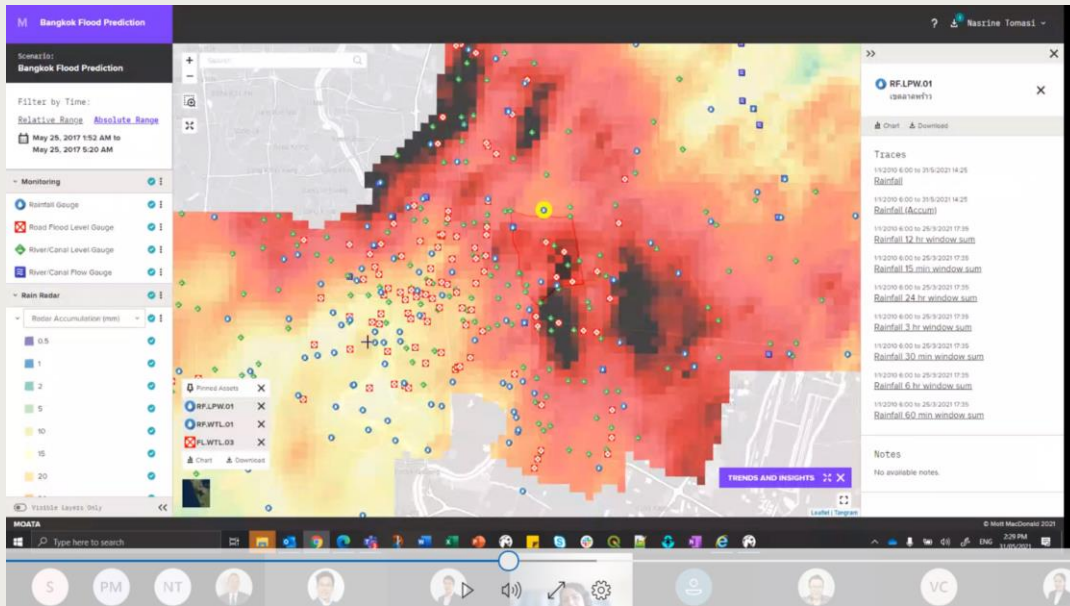 M Bangkok Flood Prediction
? Nasrine Tomasi
Scenario:
Bangkok Flood Prediction
Filter by Time:
Relative Range Absolute Range
May 25, 2017 1:52 AM to
May 25, 2017 5:20 AM
Monitoring
Rainfall Gauge
Road Flood Level Gauge
River/Canal Level Gauge
River/Canal Flow Gauge
Rain Radar
Radar Accumulation (mm)
0.5
1
2
5
10
15
20
Visible Layers Only
+
Search
−
Pinned Assets
RF.LPW.01
RF.WTL.01
FL.WTL.03
Chart Download
TRENDS AND INSIGHTS
Leaflet | Tangram
RF.LPW.01
เขตลาดพร้าว
Chart Download
Traces
1/1/2010 6:00 to 31/5/2021 14:25
Rainfall
1/1/2010 6:00 to 31/5/2021 14:25
Rainfall (Accum)
1/1/2010 6:00 to 25/3/2021 17:35
Rainfall 12 hr window sum
1/1/2010 6:00 to 25/3/2021 17:35
Rainfall 15 min window sum
1/1/2010 6:00 to 25/3/2021 17:35
Rainfall 24 hr window sum
1/1/2010 6:00 to 25/3/2021 17:35
Rainfall 3 hr window sum
1/1/2010 6:00 to 25/3/2021 17:35
Rainfall 30 min window sum
1/1/2010 6:00 to 25/3/2021 17:35
Rainfall 6 hr window sum
1/1/2010 6:00 to 25/3/2021 17:35
Rainfall 60 min window sum
Notes
No available notes.
MOATA
© Mott MacDonald 2021
Type here to search
ENG
2:29 PM
31/05/2021
S PM NT VC